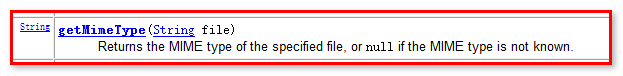 String getMimeType(String file)
Returns the MIME type of the specified file, or null if the MIME type is not known.